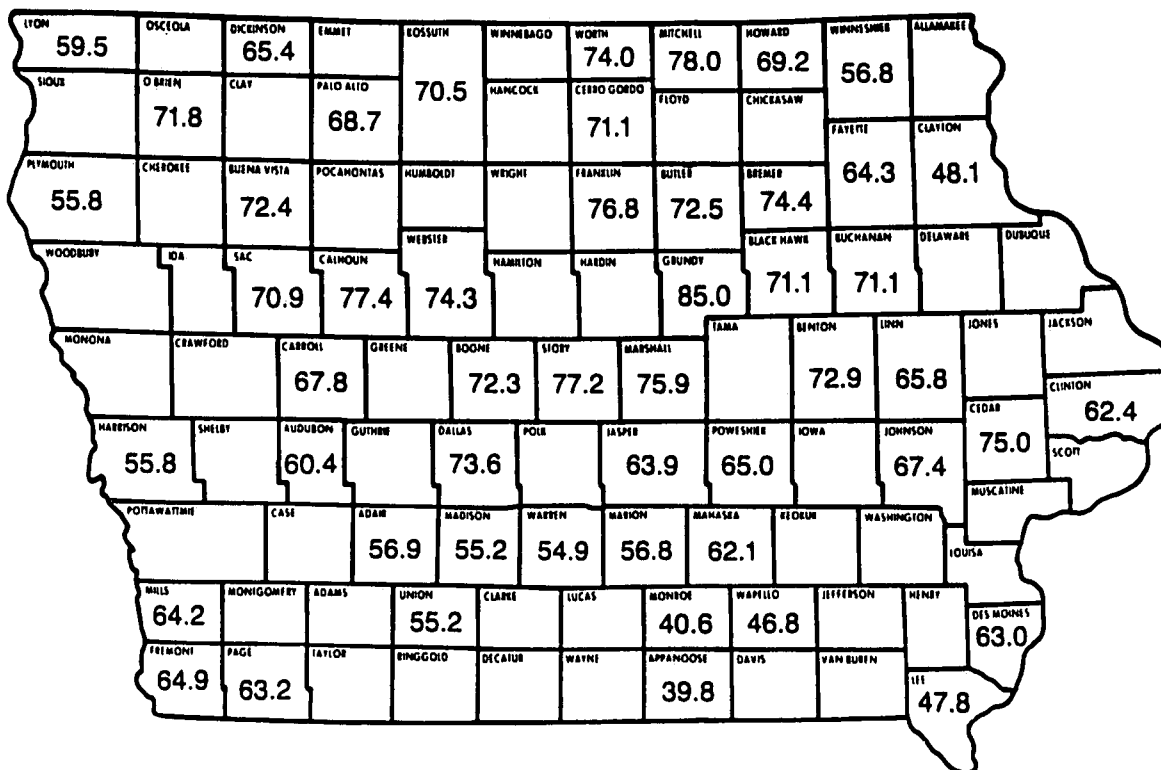 LYON OSCEOLA DICKINSON EMMET KOSSUTH WINNEBAGO WORTH MITCHELL HOWARD WINNESHIEK ALLAMAKEE
59.5 65.4 74.0 78.0 69.2 56.8
SIOUX O'BRIEN CLAY PALO ALTO 70.5 HANCOCK CERRO GORDO FLOYD CHICKASAW
71.8 68.7 71.1
FAYETTE CLAYTON
64.3 48.1
PLYMOUTH CHEROKEE BUENA VISTA POCAHONTAS HUMBOLDT WRIGHT FRANKLIN BUTLER BREMER
55.8 72.4 76.8 72.5 74.4
WOODBURY IDA SAC CALHOUN WEBSTER HAMILTON HARDIN GRUNDY BLACK HAWK BUCHANAN DELAWARE DUBUQUE
70.9 77.4 74.3 85.0 71.1 71.1
MONONA CRAWFORD CARROLL GREENE BOONE STORY MARSHALL TAMA BENTON LINN JONES JACKSON
67.8 72.3 77.2 75.9 72.9 65.8
CLINTON
62.4
HARRISON SHELBY AUDUBON GUTHRIE DALLAS POLK JASPER POWESHIEK IOWA JOHNSON CEDAR SCOTT
55.8 60.4 73.6 63.9 65.0 67.4 75.0
MUSCATINE
POTTAWATTMIE CASE ADAIR MADISON WARREN MARION MAHASKA KEOKUK WASHINGTON LOUISA
56.9 55.2 54.9 56.8 62.1
MILLS MONTGOMERY ADAMS UNION CLARKE LUCAS MONROE WAPELLO JEFFERSON HENRY DES MOINES
64.2 55.2 40.6 46.8 63.0
FREMONT PAGE TAYLOR RINGGOLD DECATUR WAYNE APPANOOSE DAVIS VAN BUREN LEE
64.9 63.2 39.8 47.8